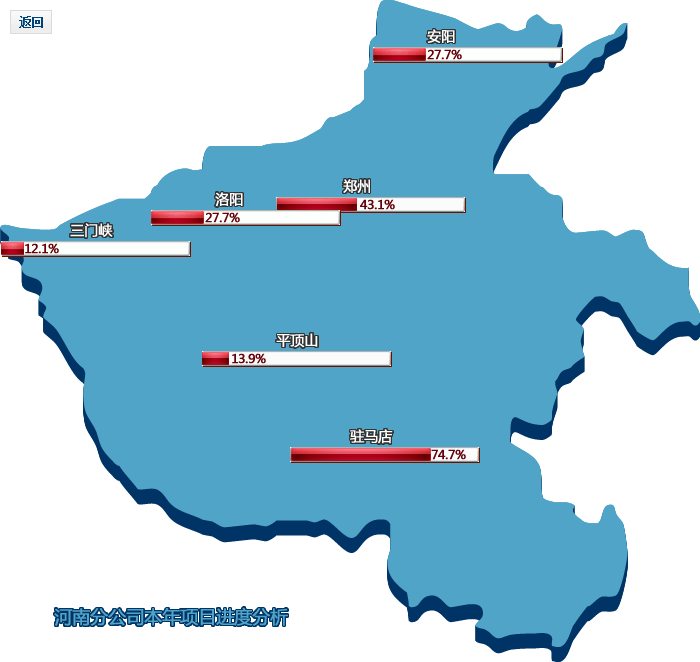 返回
安阳
27.7%
郑州
43.1%
洛阳
27.7%
三门峡
12.1%
平顶山
13.9%
驻马店
74.7%
河南分公司本年项目进度分析